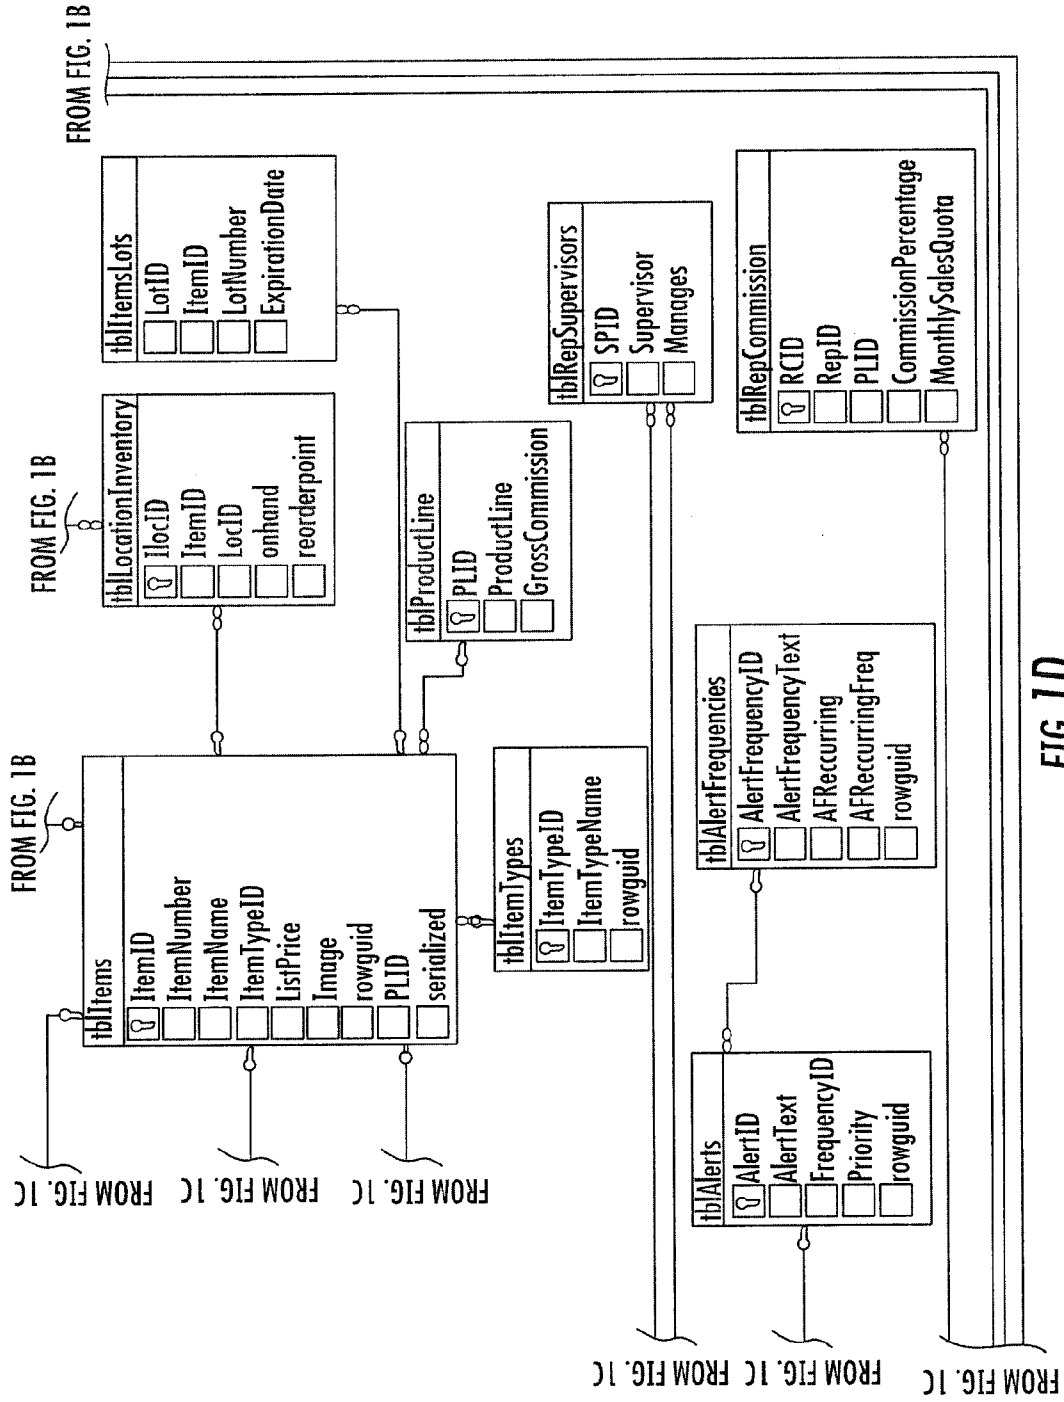 FROM FIG. 1C
FROM FIG. 1B
tblItems
ItemID
ItemNumber
ItemName
ItemTypeID
ListPrice
Image
rowguid
PLID
serialized
FROM FIG. 1C
FROM FIG. 1C
FROM FIG. 1B
tblLocationInventory
IlocID
ItemID
LocID
onhand
reorderpoint
tblItemsLots
LotID
ItemID
LotNumber
ExpirationDate
FROM FIG. 1B
tblProductLine
PLID
ProductLine
GrossCommission
tblItemTypes
ItemTypeID
ItemTypeName
rowguid
tblRepSupervisors
SPID
Supervisor
Manages
FROM FIG. 1C
tblAlerts
AlertID
AlertText
FrequencyID
Priority
rowguid
FROM FIG. 1C
tblAlertFrequencies
AlertFrequencyID
AlertFrequencyText
AFReccurring
AFReccurringFreq
rowguid
tblRepCommission
RCID
RepID
PLID
CommissionPercentage
MonthlySalesQuota
FROM FIG. 1C
FIG. 1D